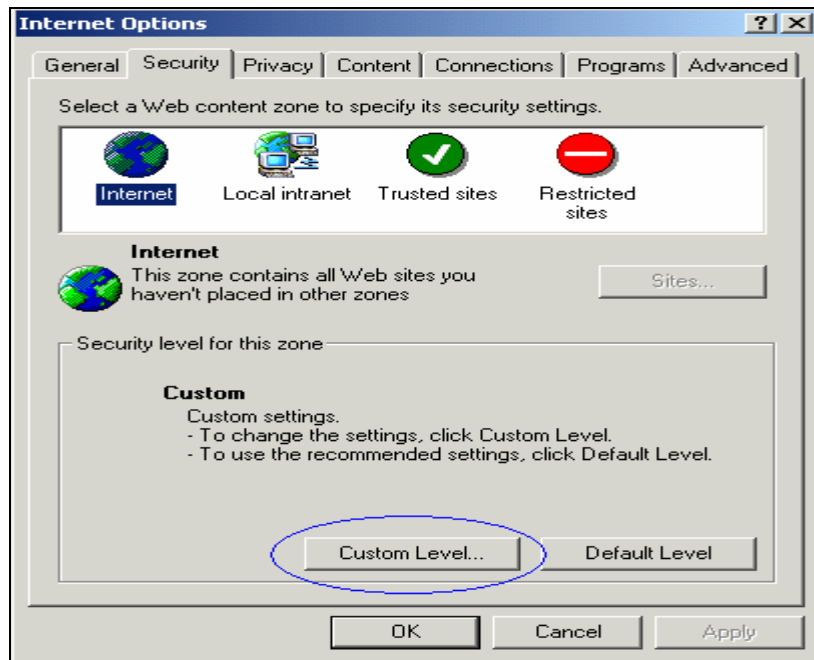 Internet Options
General Security Privacy Content Connections Programs Advanced
Select a Web content zone to specify its security settings.
Internet Local intranet Trusted sites Restricted
sites
Internet
This zone contains all Web sites you
haven't placed in other zones
Sites...
Security level for this zone
Custom
Custom settings.
- To change the settings, click Custom Level.
- To use the recommended settings, click Default Level.
Custom Level... Default Level
OK Cancel Apply